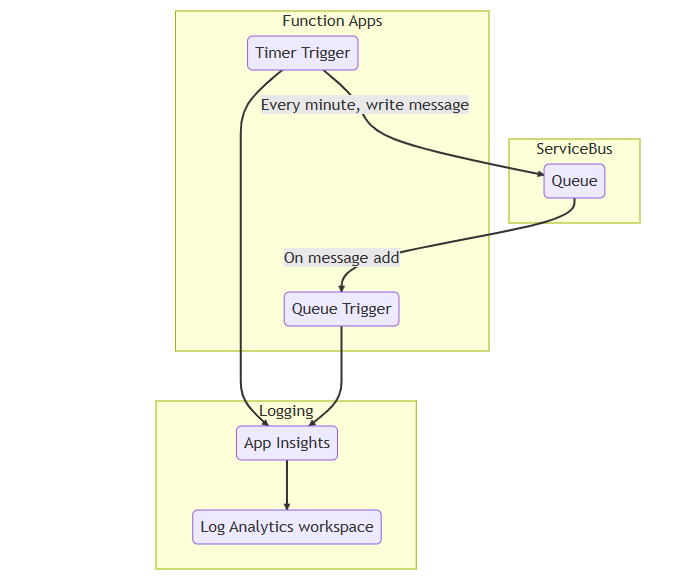 Function Apps
Timer Trigger
Every minute, write message
ServiceBus
Queue
On message add
Queue Trigger
Logging
App Insights
Log Analytics workspace